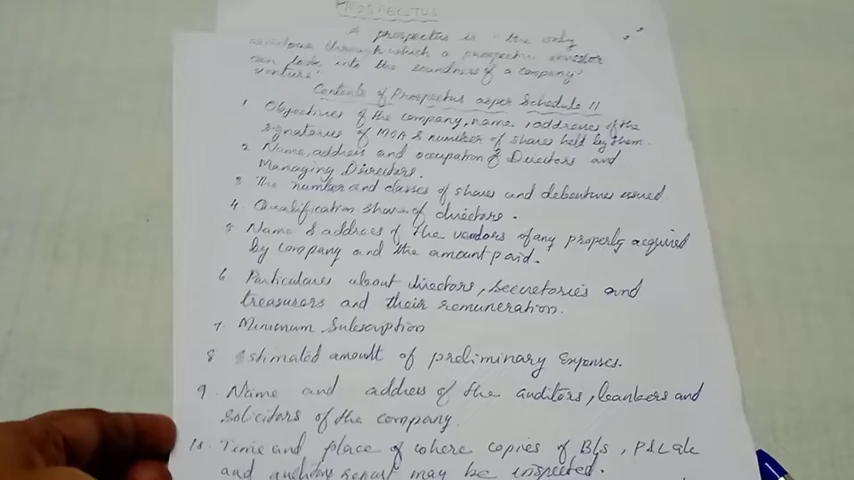 PROSPECTUS
A prospectus is "the only
through which a prospective investor
can look into the soundness of a company's
venture".
Contents of Prospectus as per Schedule II
1 Objectives of the company, name & addresses of the
signatories of MOA & number of shares held by them.
2 Name, address and occupation of Directors and
Managing Directors.
3 The number and classes of shares and debentures issued
4. Qualification share of directors.
5 Name & address of the vendors of any property acquired
by company and the amount paid.
6 Particulars about directors, secretories and
treasurers and their remuneration.
7. Minimum Subscription
8 Estimated amount of preliminary Expenses.
9. Name and address of the auditors, bankers and
solicitors of the company.
10. Time and place of where copies of B/s, P&L a/c
and auditors report may be inspected.